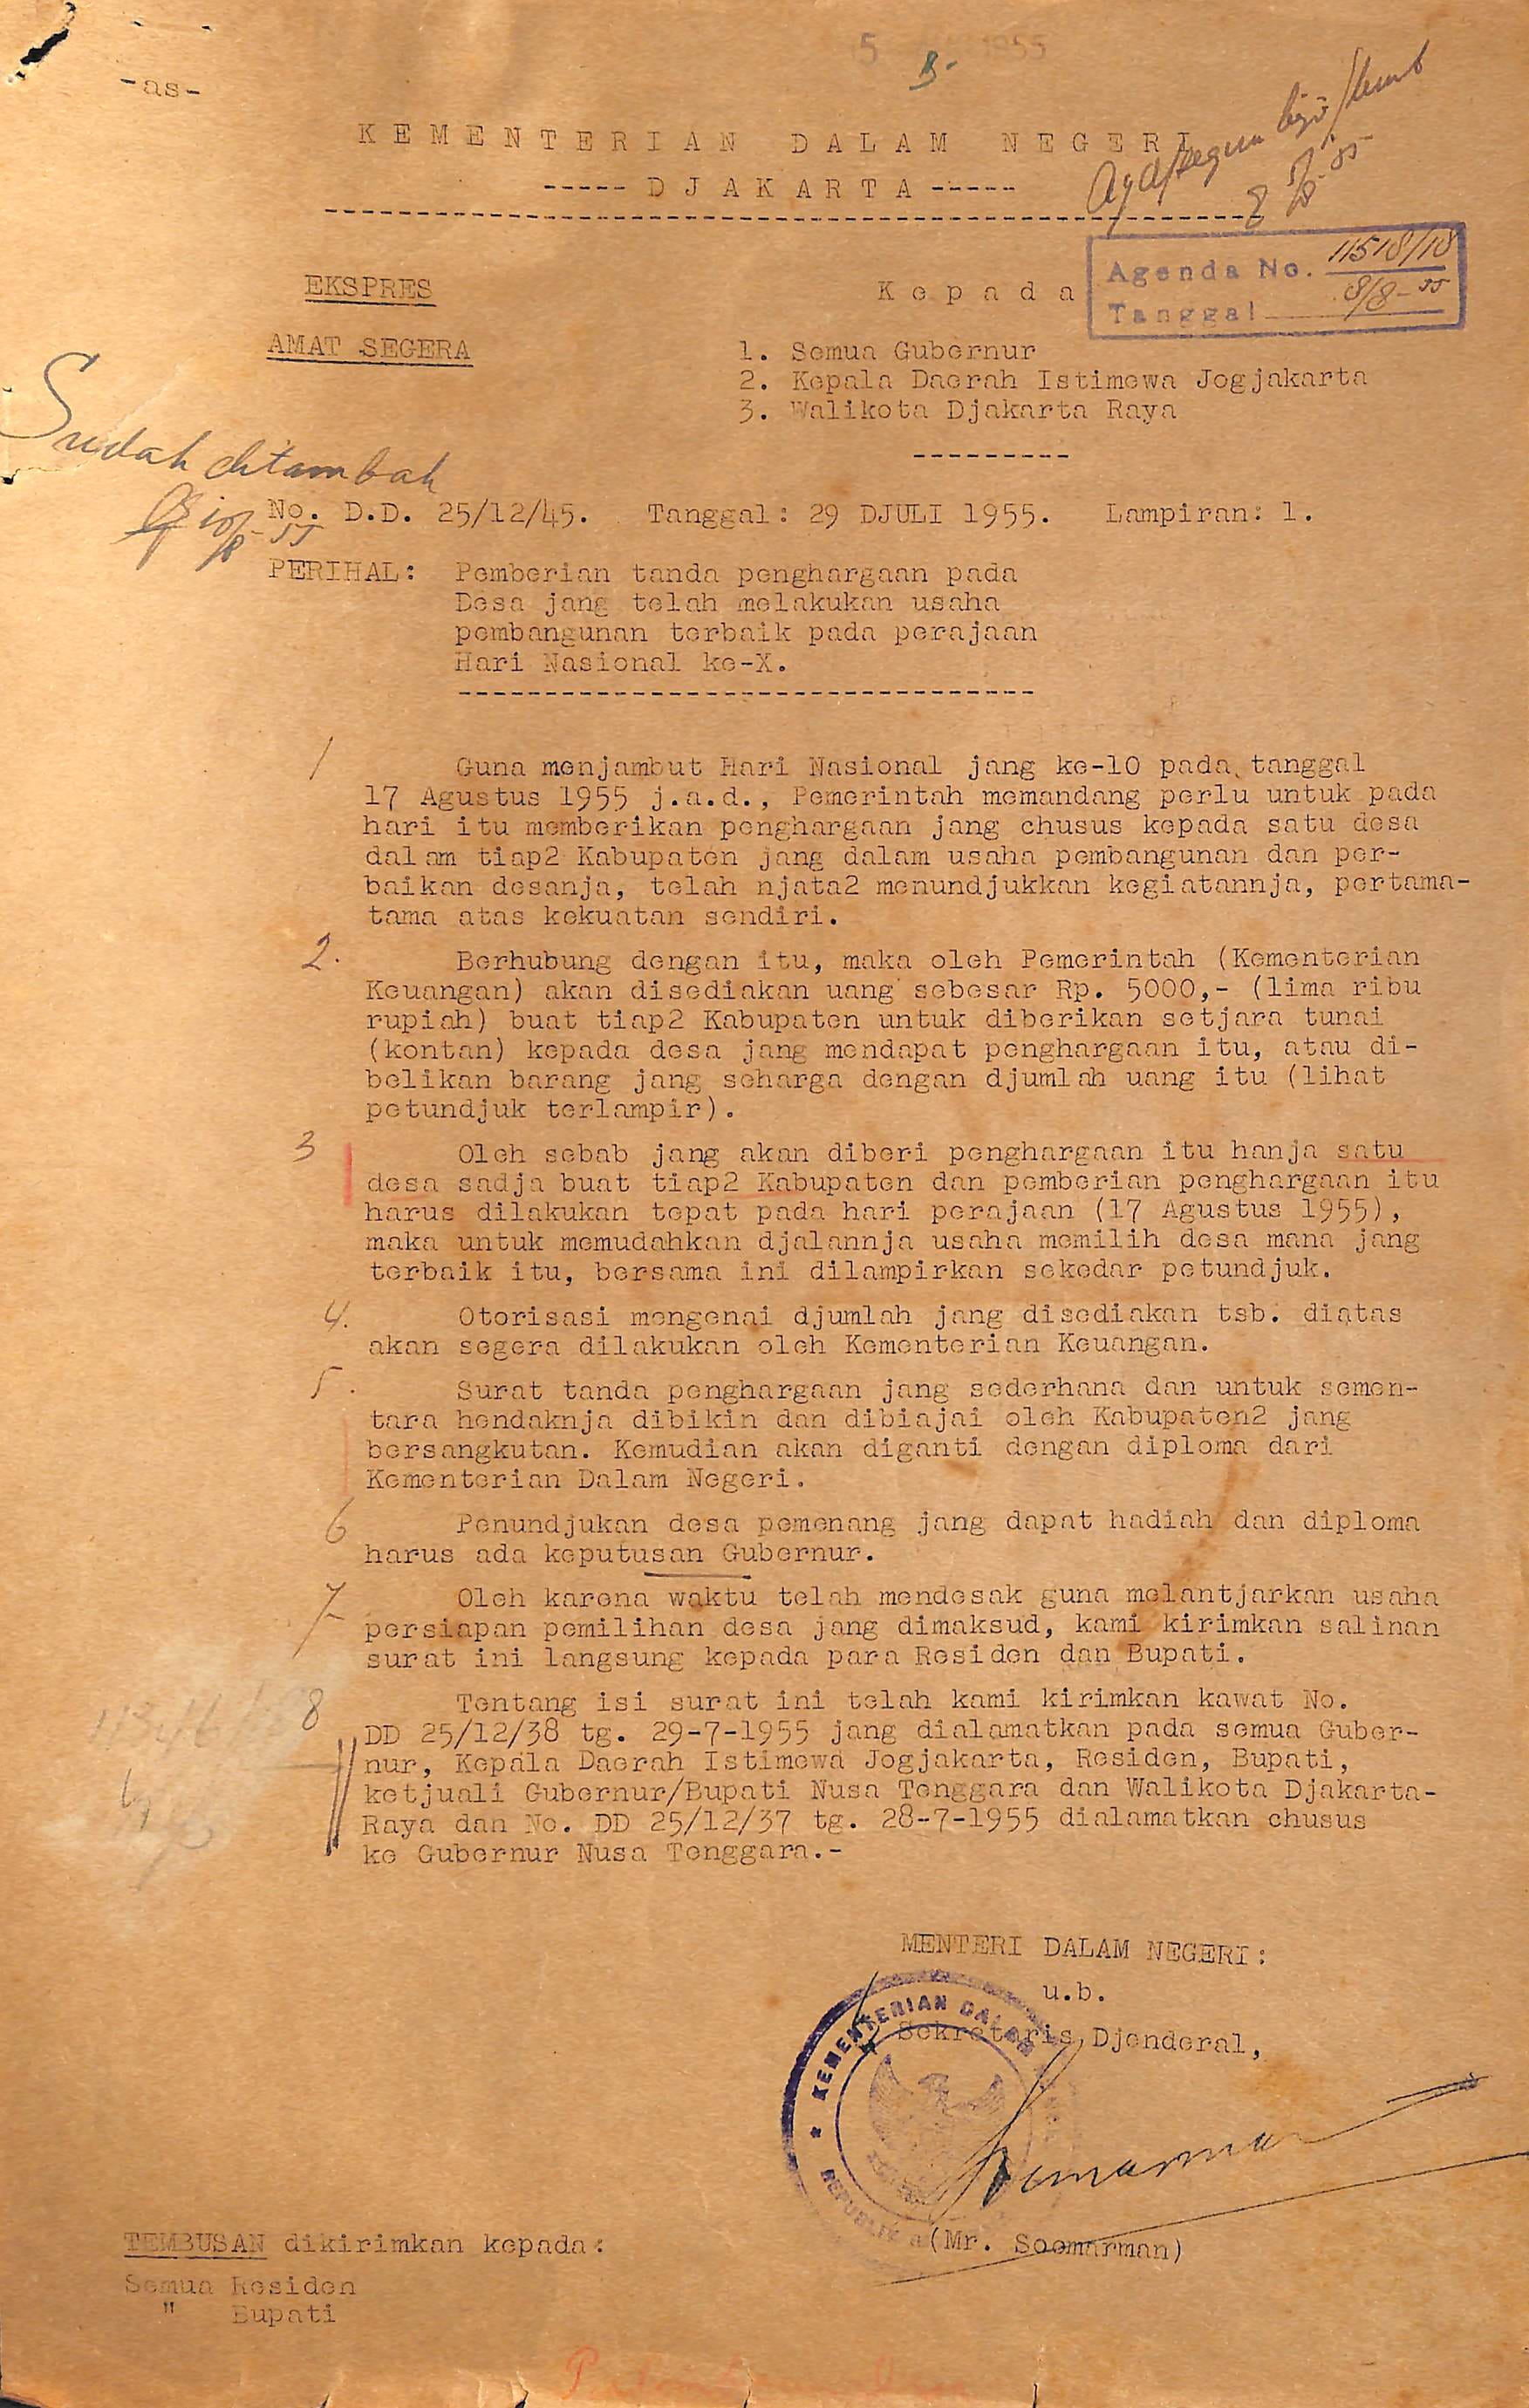 -as-
K E M E N T E R I A N   D A L A M   N E G E R I
----- D J A K A R T A -----
EKSPRES
K e p a d a
Agenda No. 11518/18
Tanggal 8/8-55
AMAT SEGERA
1. Semua Gubernur
2. Kepala Daerah Istimewa Jogjakarta
3. Walikota Djakarta Raya
Sudah ditambah
No. D.D. 25/12/45. Tanggal: 29 DJULI 1955. Lampiran: 1.
PERIHAL: Pemberian tanda penghargaan pada
Desa jang telah melakukan usaha
pembangunan terbaik pada perajaan
Hari Nasional ke-X.
1 Guna menjambut Hari Nasional jang ke-10 pada tanggal
17 Agustus 1955 j.a.d., Pemerintah memandang perlu untuk pada
hari itu memberikan penghargaan jang chusus kepada satu desa
dalam tiap2 Kabupaten jang dalam usaha pembangunan dan per-
baikan desanja, telah njata2 menundjukkan kegiatannja, pertama-
tama atas kekuatan sendiri.
2. Berhubung dengan itu, maka oleh Pemerintah (Kementerian
Keuangan) akan disediakan uang sebesar Rp. 5000,- (lima ribu
rupiah) buat tiap2 Kabupaten untuk diberikan setjara tunai
(kontan) kepada desa jang mendapat penghargaan itu, atau di-
belikan barang jang seharga dengan djumlah uang itu (lihat
petundjuk terlampir).
3 Oleh sebab jang akan diberi penghargaan itu hanja satu
desa sadja buat tiap2 Kabupaten dan pemberian penghargaan itu
harus dilakukan tepat pada hari perajaan (17 Agustus 1955),
maka untuk memudahkan djalannja usaha memilih desa mana jang
terbaik itu, bersama ini dilampirkan sekedar petundjuk.
4. Otorisasi mengenai djumlah jang disediakan tsb. diatas
akan segera dilakukan oleh Kementerian Keuangan.
5. Surat tanda penghargaan jang sederhana dan untuk semen-
tara hendaknja dibikin dan dibiajai oleh Kabupaten2 jang
bersangkutan. Kemudian akan diganti dengan diploma dari
Kementerian Dalam Negeri.
6 Penundjukan desa pemenang jang dapat hadiah dan diploma
harus ada keputusan Gubernur.
7 Oleh karena waktu telah mendesak guna melantjarkan usaha
persiapan pemilihan desa jang dimaksud, kami kirimkan salinan
surat ini langsung kepada para Residen dan Bupati.
8 Tentang isi surat ini telah kami kirimkan kawat No.
DD 25/12/38 tg. 29-7-1955 jang dialamatkan pada semua Guber-
nur, Kepala Daerah Istimewa Jogjakarta, Residen, Bupati,
ketjuali Gubernur/Bupati Nusa Tenggara dan Walikota Djakarta-
Raya dan No. DD 25/12/37 tg. 28-7-1955 dialamatkan chusus
ke Gubernur Nusa Tenggara.-
MENTERI DALAM NEGERI:
u.b.
Sekretaris Djenderal,
KEMENTERIAN DALAM
REPUBLIK
(Mr. Soemarman)
TEMBUSAN dikirimkan kepada:
Semua Residen
" Bupati